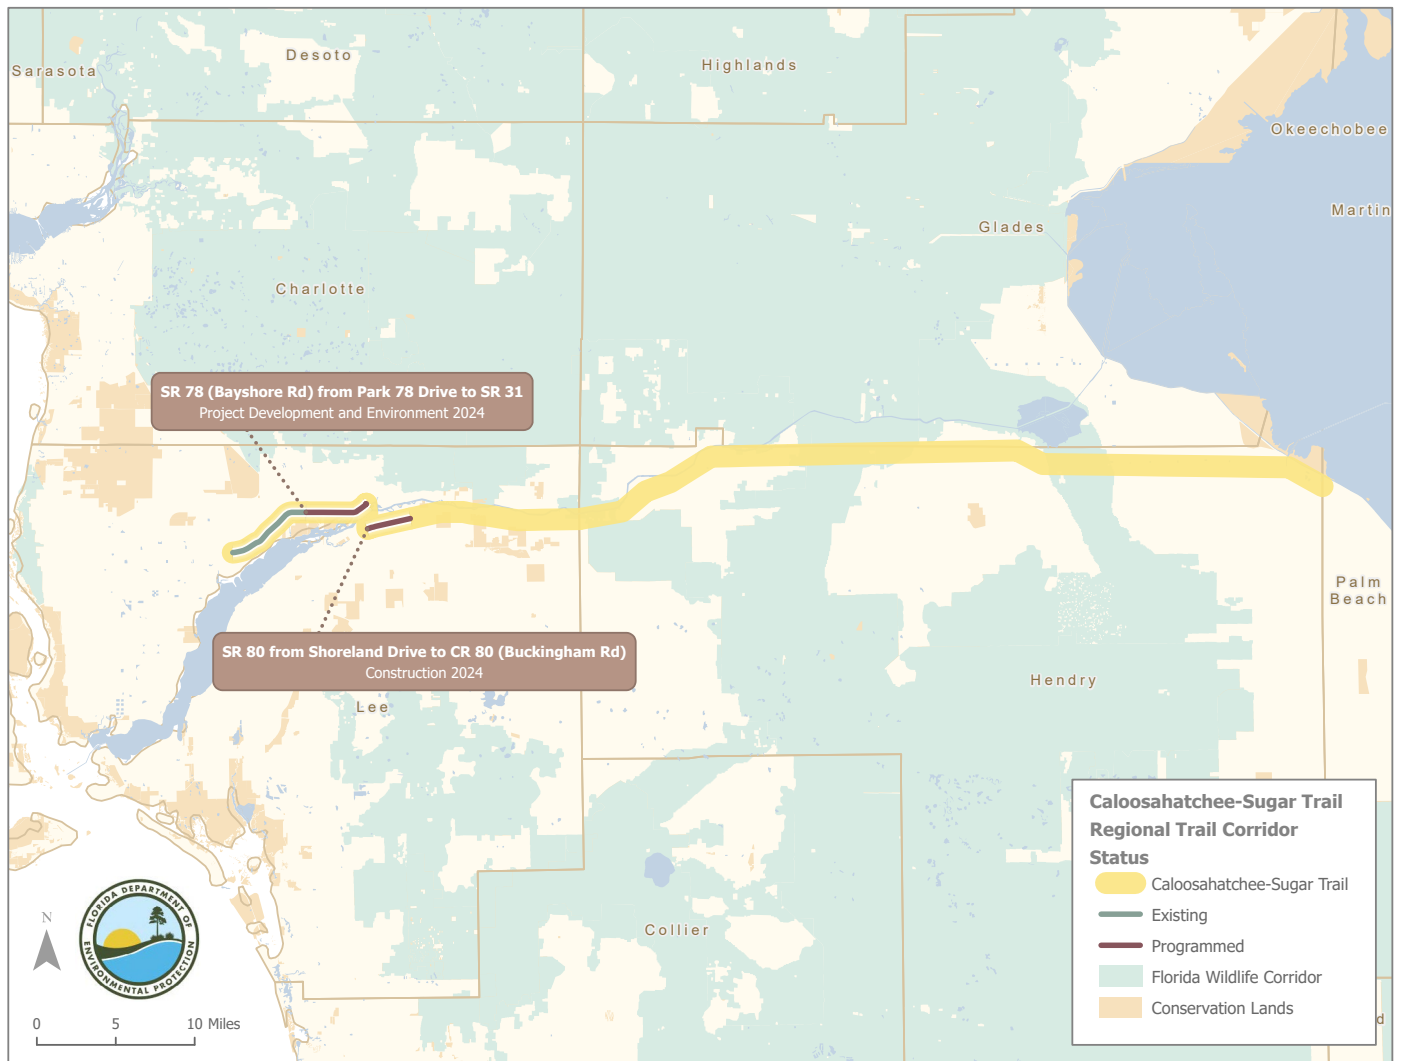 Desoto
Highlands
Sarasota
Okeechobee
Martin
Glades
Charlotte
SR 78 (Bayshore Rd) from Park 78 Drive to SR 31
Project Development and Environment 2024
Palm
Beach
SR 80 from Shoreland Drive to CR 80 (Buckingham Rd)
Construction 2024
Hendry
Lee
Collier
Caloosahatchee-Sugar Trail
Regional Trail Corridor
Status
Caloosahatchee-Sugar Trail
Existing
Programmed
Florida Wildlife Corridor
Conservation Lands
d
N
FLORIDA DEPARTMENT OF
ENVIRONMENTAL PROTECTION
0 5 10 Miles